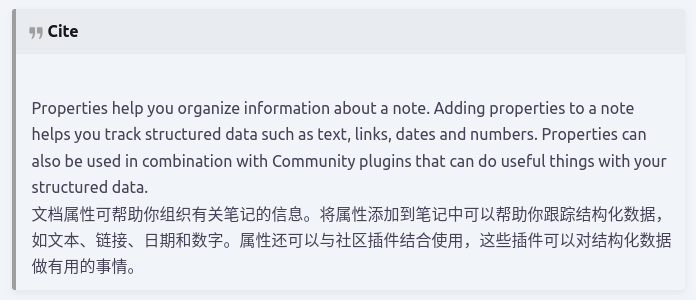 Cite
Properties help you organize information about a note. Adding properties to a note
helps you track structured data such as text, links, dates and numbers. Properties can
also be used in combination with Community plugins that can do useful things with your
structured data.
文档属性可帮助你组织有关笔记的信息。将属性添加到笔记中可以帮助你跟踪结构化数据，
如文本、链接、日期和数字。属性还可以与社区插件结合使用，这些插件可以对结构化数据
做有用的事情。